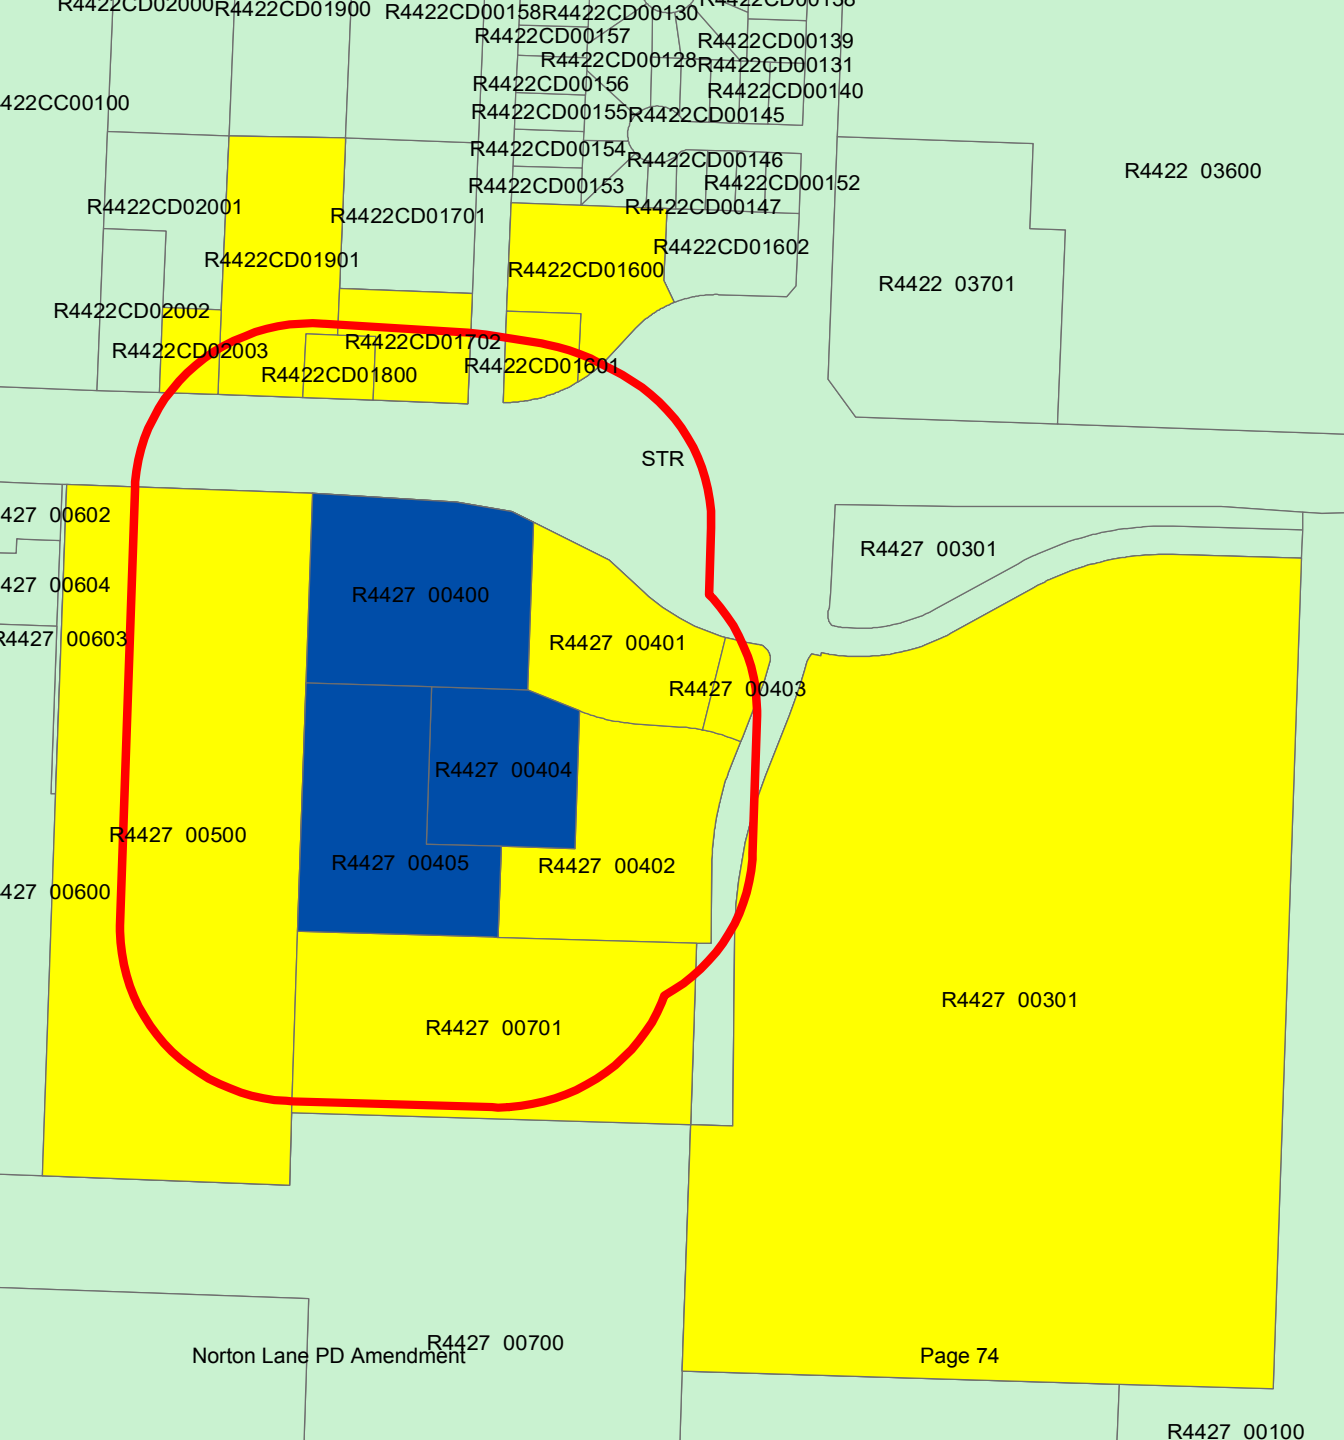 R4422CD02000
R4422CD01900
R4422CD00158
R4422CD00130
R4422CD00138
R4422CD00157
R4422CD00139
R4422CD00128
R4422CD00131
R4422CD00156
R4422CD00140
422CC00100
R4422CD00155
R4422CD00145
R4422CD00154
R4422CD00146
R4422 03600
R4422CD00153
R4422CD00152
R4422CD02001
R4422CD01701
R4422CD00147
R4422CD01602
R4422CD01901
R4422CD01600
R4422 03701
R4422CD02002
R4422CD02003
R4422CD01702
R4422CD01601
R4422CD01800
STR
427 00602
R4427 00301
427 00604
R4427 00400
R4427 00603
R4427 00401
R4427 00403
R4427 00404
R4427 00500
R4427 00405
R4427 00402
427 00600
R4427 00301
R4427 00701
R4427 00700
Norton Lane PD Amendment
Page 74
R4427 00100